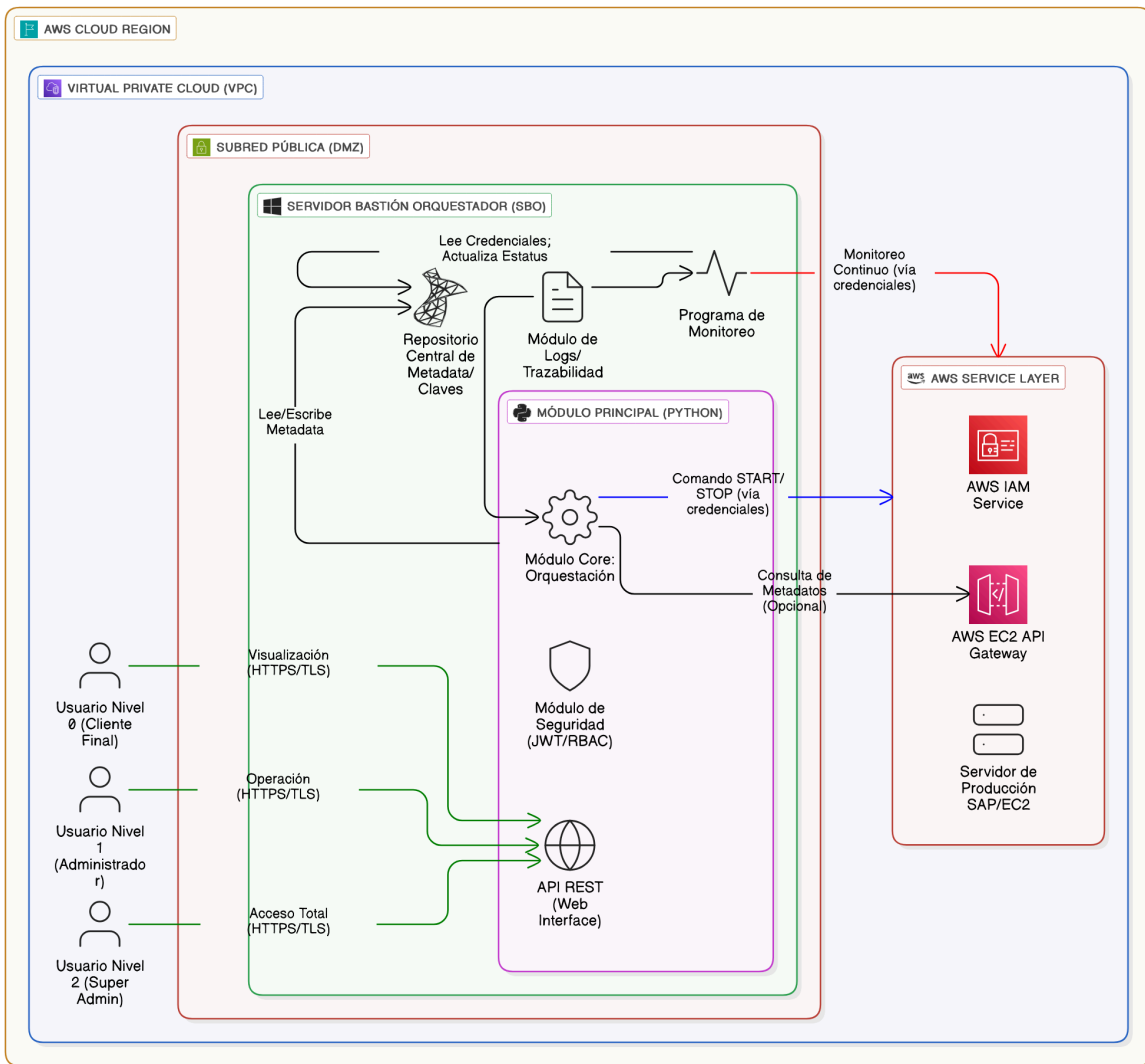 AWS CLOUD REGION
VIRTUAL PRIVATE CLOUD (VPC)
SUBRED PÚBLICA (DMZ)
SERVIDOR BASTIÓN ORQUESTADOR (SBO)
Lee Credenciales;
Actualiza Estatus
Monitoreo
Continuo (vía
credenciales)
Programa de
Monitoreo
Repositorio
Central de
Metadata/
Claves
Módulo de
Logs/
Trazabilidad
aws
AWS SERVICE LAYER
Lee/Escribe
Metadata
MÓDULO PRINCIPAL (PYTHON)
Comando START/
STOP (vía
credenciales)
AWS IAM
Service
Módulo Core:
Orquestación
Consulta de
Metadatos
(Opcional)
AWS EC2 API
Gateway
Visualización
(HTTPS/TLS)
Usuario Nivel
0 (Cliente
Final)
Módulo de
Seguridad
(JWT/RBAC)
Servidor de
Producción
SAP/EC2
Operación
(HTTPS/TLS)
Usuario Nivel
1
(Administrado
r)
API REST
(Web
Interface)
Acceso Total
(HTTPS/TLS)
Usuario Nivel
2 (Super
Admin)